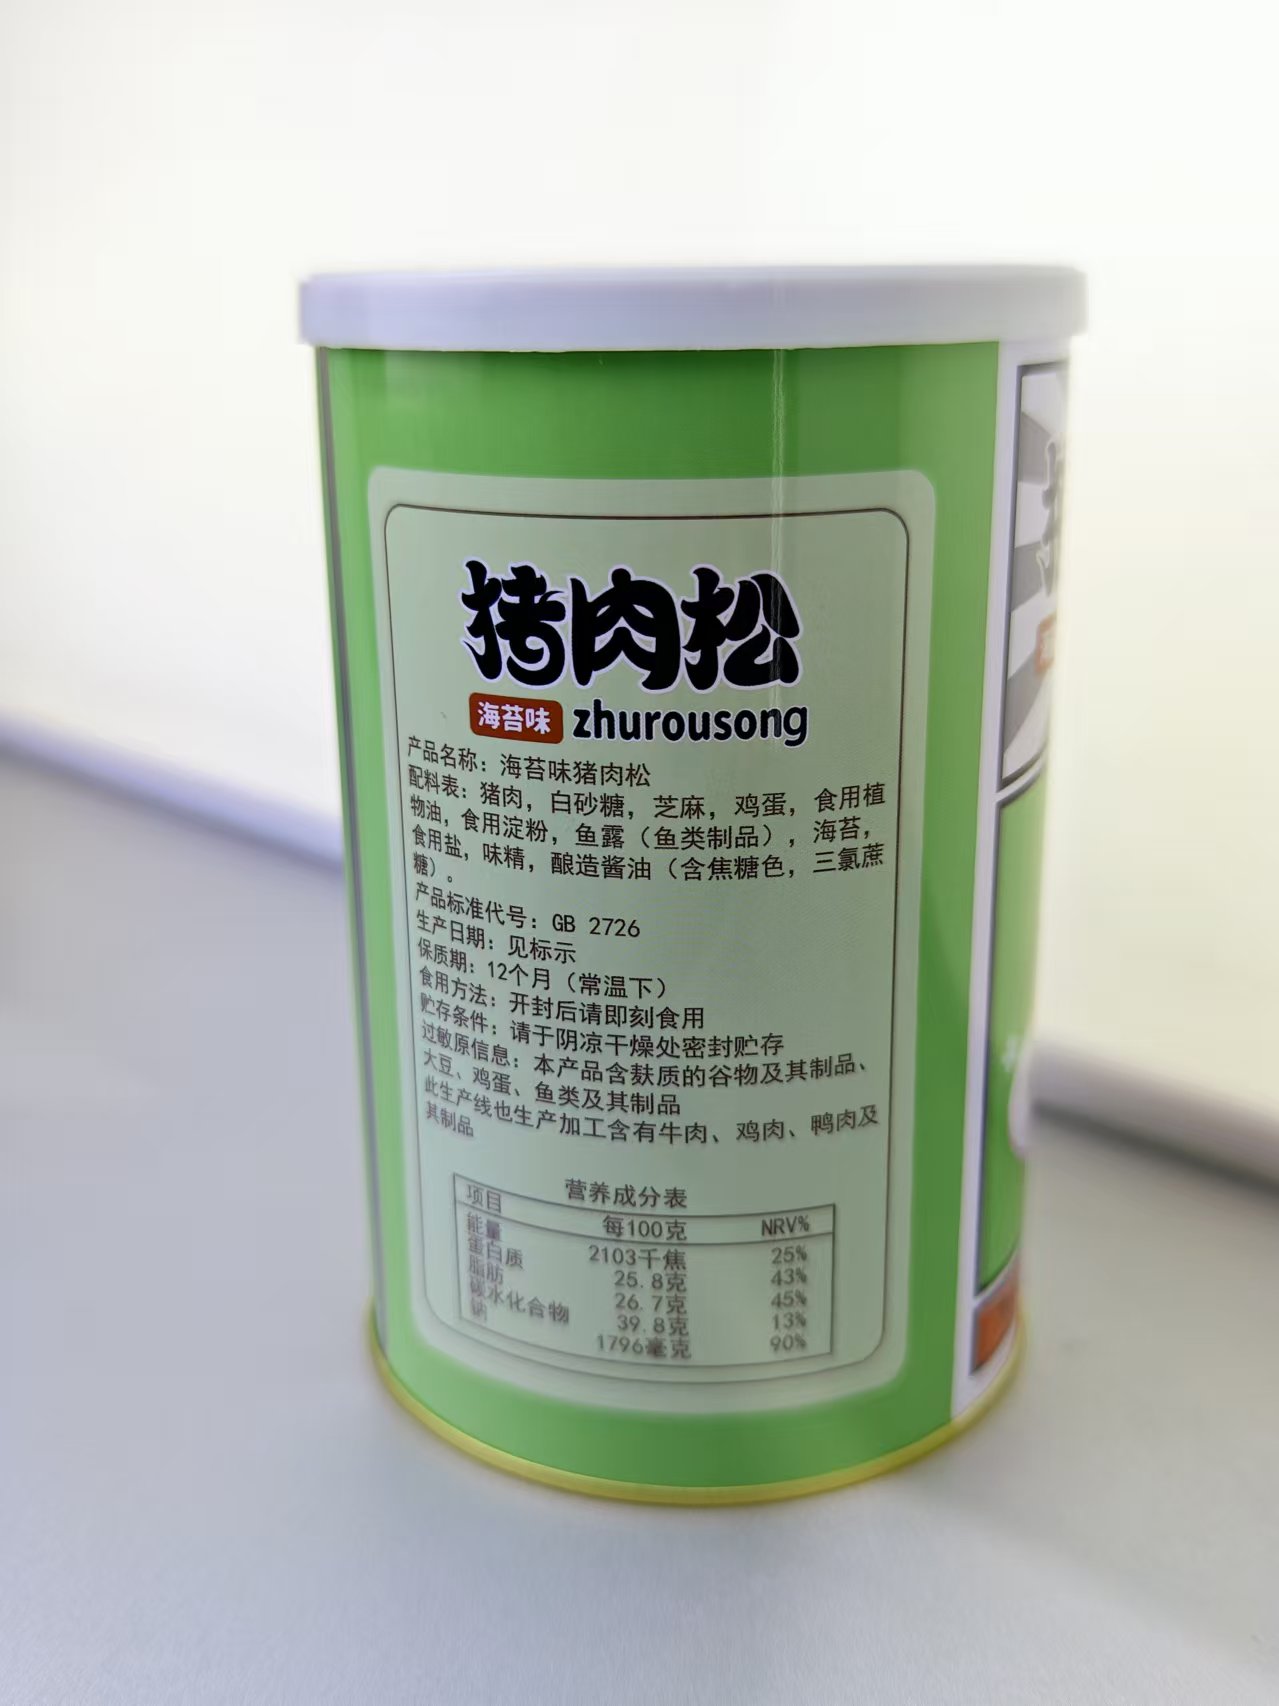 猪肉松
海苔味 zhurousong
产品名称：海苔味猪肉松
配料表：猪肉，白砂糖，芝麻，鸡蛋，食用植
物油，食用淀粉，鱼露（鱼类制品），海苔，
食用盐，味精，酿造酱油（含焦糖色，三氯蔗
糖）。
产品标准代号：GB 2726
生产日期：见标示
保质期：12个月（常温下）
食用方法：开封后请即刻食用
贮存条件：请于阴凉干燥处密封贮存
过敏原信息：本产品含麸质的谷物及其制品、
大豆、鸡蛋、鱼类及其制品
此生产线也生产加工含有牛肉、鸡肉、鸭肉及
其制品
营养成分表
项目 每100克 NRV%
能量 2103千焦 25%
蛋白质 25.8克 43%
脂肪 26.7克 45%
碳水化合物 39.8克 13%
钠 1796毫克 90%